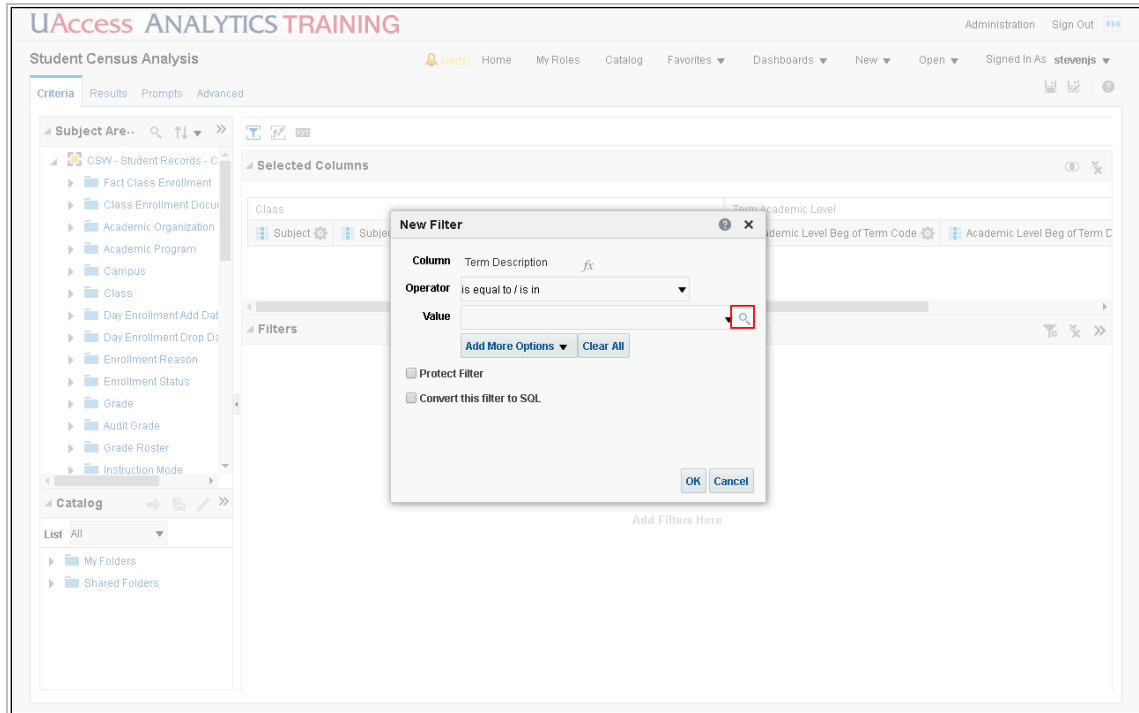 UACCESS ANALYTICS TRAINING
Administration Sign Out
Student Census Analysis
Alerts! Home My Roles Catalog Favorites Dashboards New Open Signed In As stevenjs
Criteria Results Prompts Advanced
Subject Are..
CSW - Student Records - C
Selected Columns
Fact Class Enrollment
Class Enrollment Docu
Class
Term Academic Level
Academic Organization
Subject
Subjec
ademic Level Beg of Term Code
Academic Level Beg of Term D
Academic Program
Campus
Class
Day Enrollment Add Dat
Filters
Day Enrollment Drop Da
Enrollment Reason
Enrollment Status
Grade
Audit Grade
Grade Roster
Instruction Mode
New Filter
Column Term Description fx
Operator is equal to / is in
Value
Add More Options Clear All
Protect Filter
Convert this filter to SQL
OK Cancel
Add Filters Here
Catalog
List All
My Folders
Shared Folders